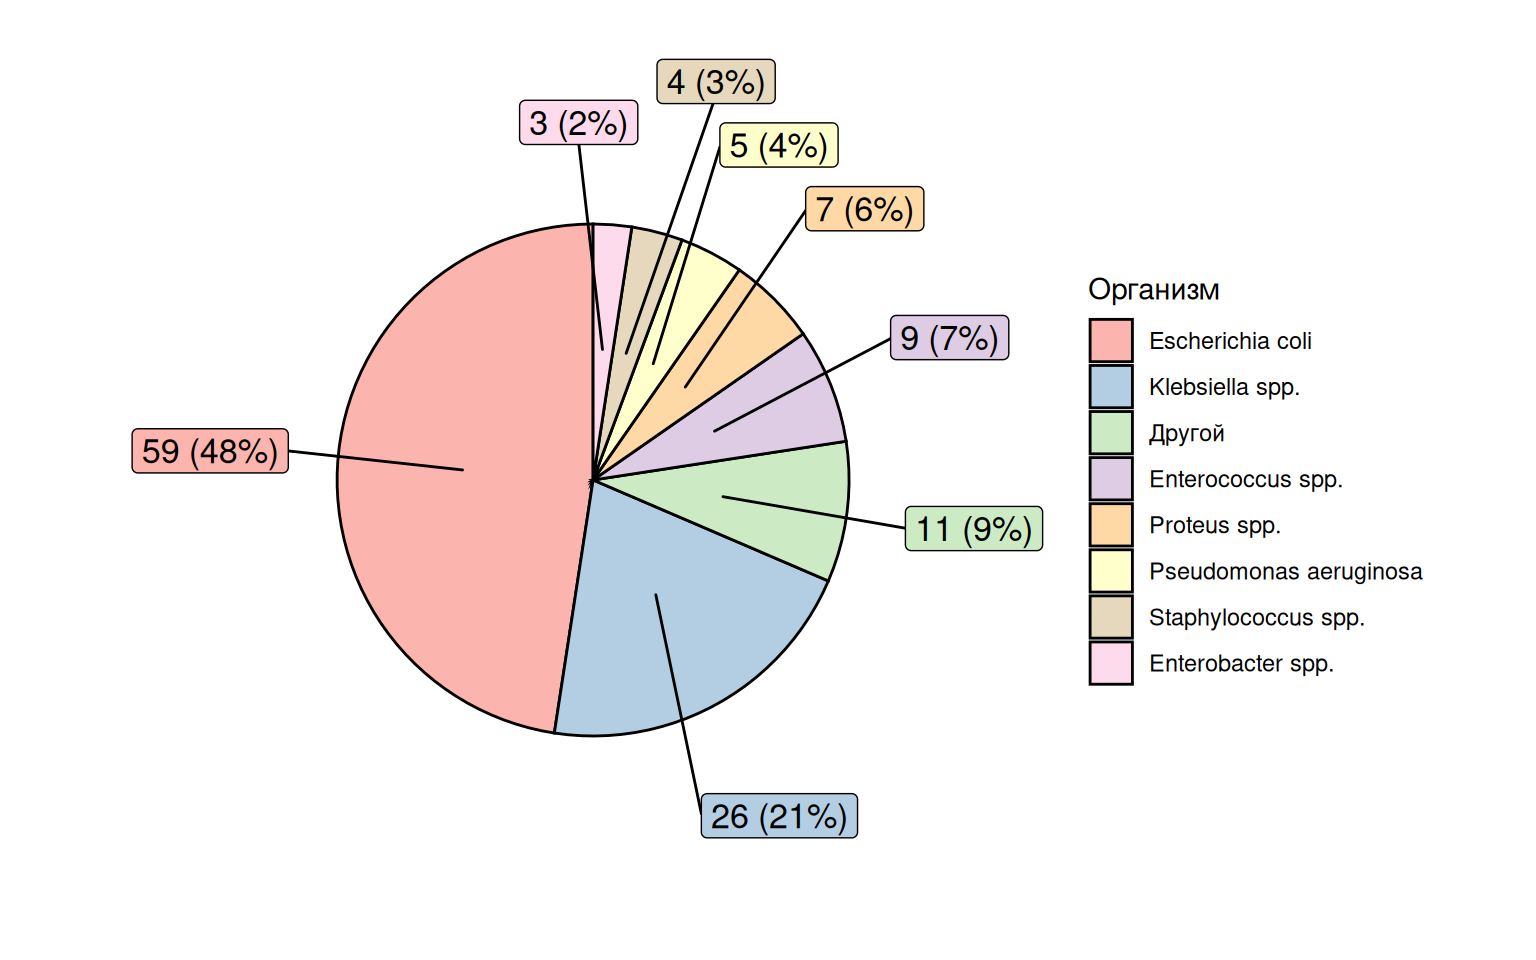 4 (3%)
3 (2%)
5 (4%)
7 (6%)
9 (7%)
59 (48%)
11 (9%)
26 (21%)
Организм
Escherichia coli
Klebsiella spp.
Другой
Enterococcus spp.
Proteus spp.
Pseudomonas aeruginosa
Staphylococcus spp.
Enterobacter spp.